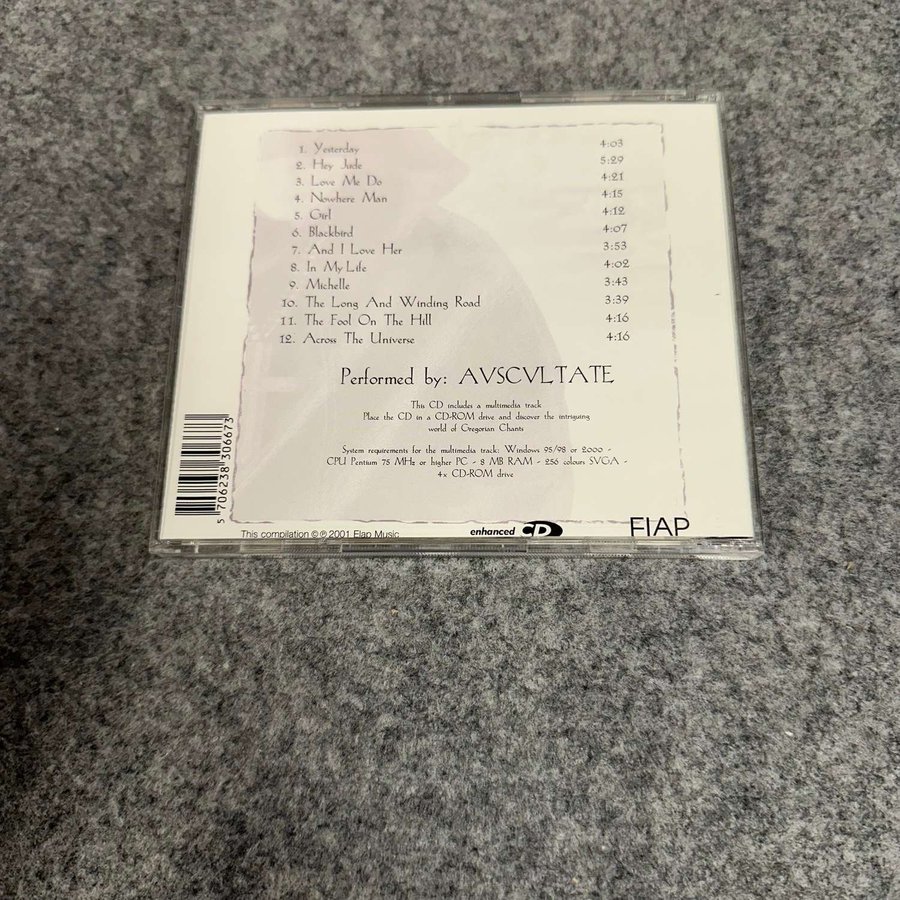 1. Yesterday 4:03
2. Hey Jude 5:29
3. Love Me Do 4:21
4. Nowhere Man 4:15
5. Girl 4:12
6. Blackbird 4:07
7. And I Love Her 3:53
8. In My Life 4:02
9. Michelle 3:43
10. The Long And Winding Road 3:39
11. The Fool On The Hill 4:16
12. Across The Universe 4:16
Performed by: AVSCVLTATE
This CD includes a multimedia track
Place the CD in a CD-ROM drive and discover the intriguing
world of Gregorian Chants
System requirements for the multimedia track: Windows 95/98 or 2000 -
CPU Pentium 75 MHz or higher PC - 8 MB RAM - 256 colours SVGA -
4x CD-ROM drive
5 706238 306673
This compilation ©℗ 2001 Elap Music
enhanced CD
ElAP